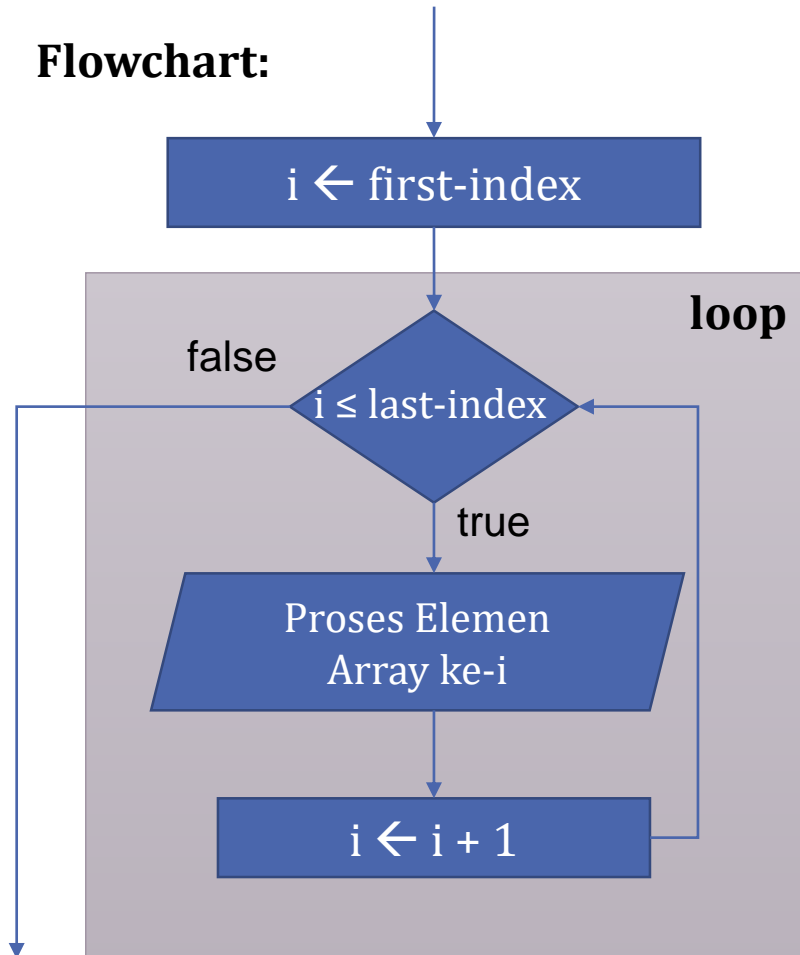 Flowchart:
i ← first-index
loop
false
i ≤ last-index
true
Proses Elemen
Array ke-i
i ← i + 1